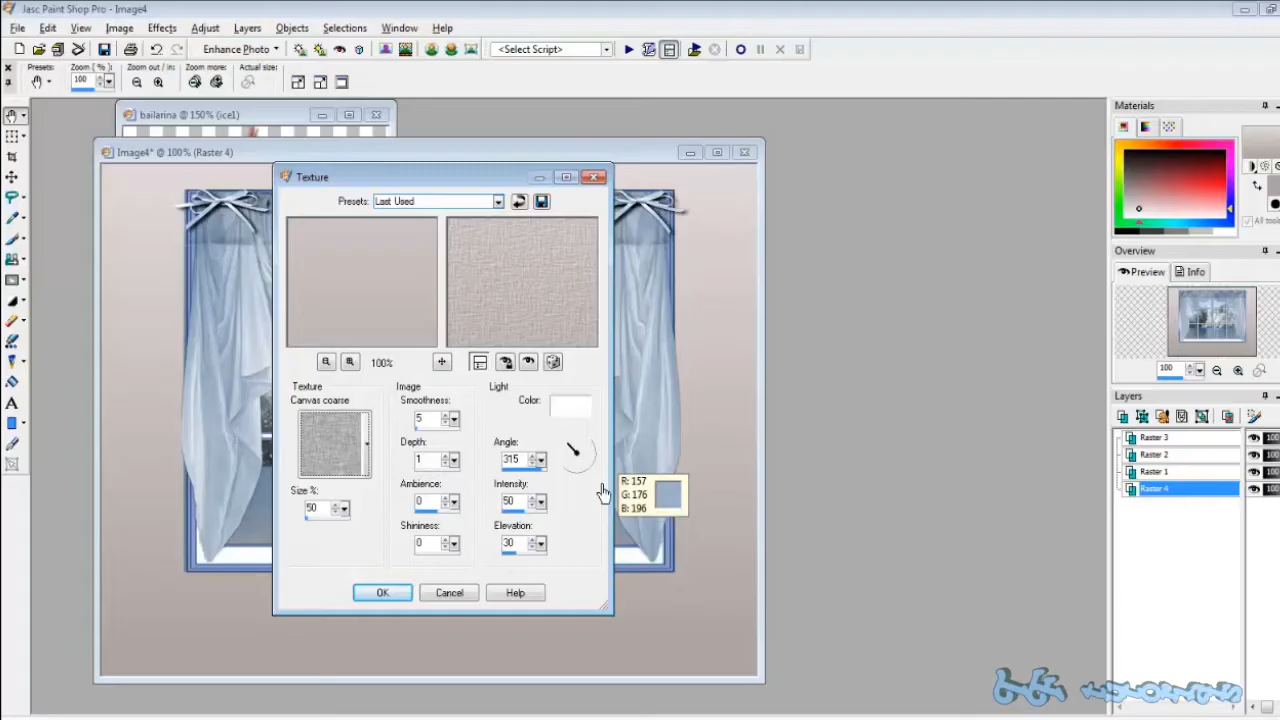 Jasc Paint Shop Pro - Image4
File Edit View Image Effects Adjust Layers Objects Selections Window Help
Enhance Photo <Select Script>
Presets: Zoom ( % ): Zoom out / in: Zoom more: Actual size:
100
bailarina @ 150% (ice1)
Image4* @ 100% (Raster 4)
Texture
Presets: Last Used
100%
Texture Image Light
Canvas coarse Smoothness: Color:
5
Depth: Angle:
1 315
Size %: Ambience: Intensity:
50 0 50
Shininess: Elevation:
0 30
OK Cancel Help
R: 157
G: 176
B: 196
Materials
All tools
Overview
Preview Info
100
Layers
Raster 3 100
Raster 2 100
Raster 1 100
Raster 4 100